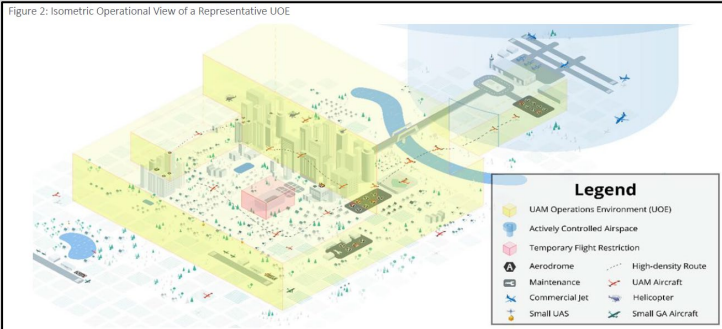 Figure 2: Isometric Operational View of a Representative UOE
Legend
UAM Operations Environment (UOE)
Actively Controlled Airspace
Temporary Flight Restriction
A Aerodrome
High-density Route
Maintenance
UAM Aircraft
Commercial Jet
Helicopter
Small UAS
Small GA Aircraft